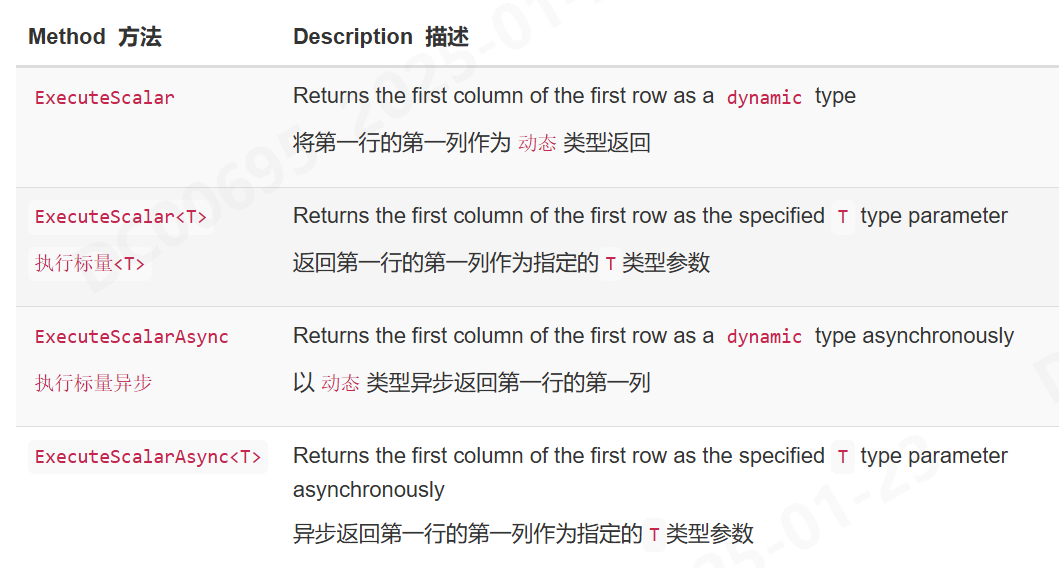 Method 方法 Description 描述
ExecuteScalar Returns the first column of the first row as a dynamic type
将第一行的第一列作为 动态 类型返回
ExecuteScalar<T> Returns the first column of the first row as the specified T type parameter
执行标量<T> 返回第一行的第一列作为指定的 T 类型参数
ExecuteScalarAsync Returns the first column of the first row as a dynamic type asynchronously
执行标量异步 以 动态 类型异步返回第一行的第一列
ExecuteScalarAsync<T> Returns the first column of the first row as the specified T type parameter
asynchronously
异步返回第一行的第一列作为指定的 T 类型参数
DC00695 2025-01-
25-01-23